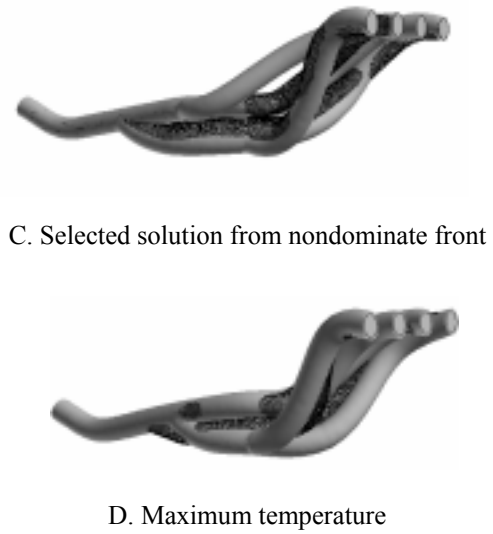 C. Selected solution from nondominate front
D. Maximum temperature